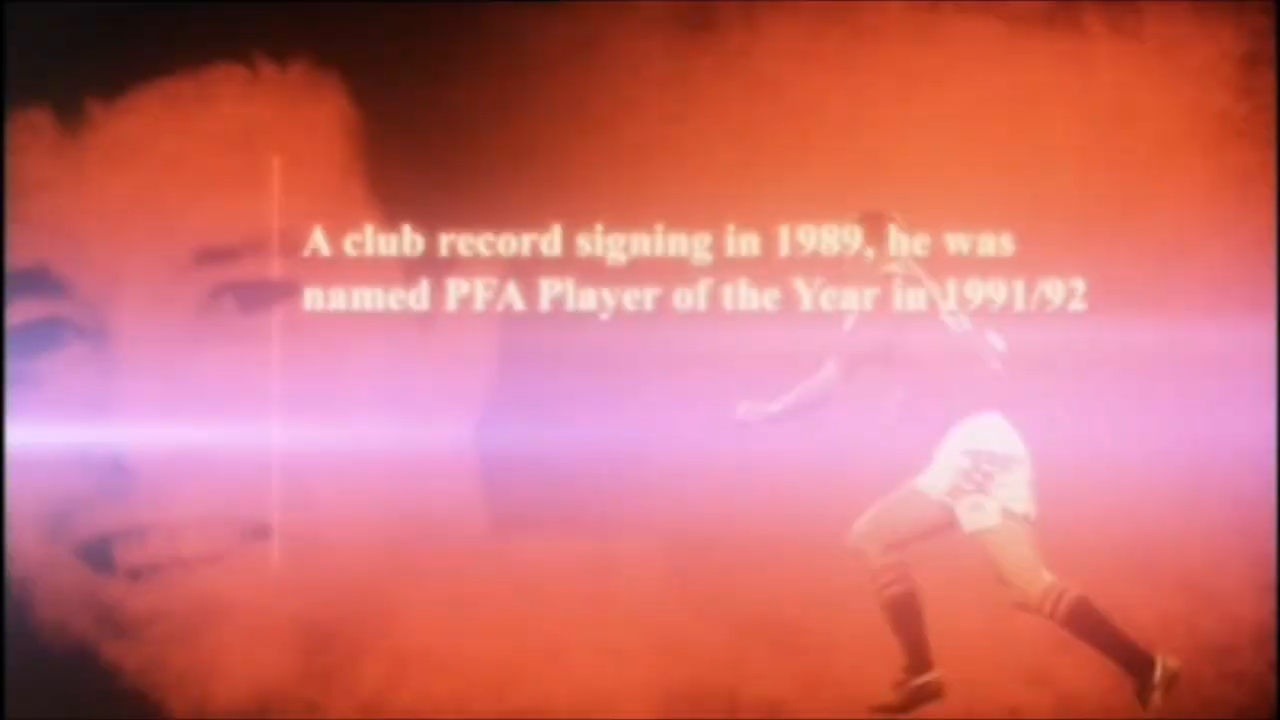 A club record signing in 1989, he was
named PFA Player of the Year in 1991/92